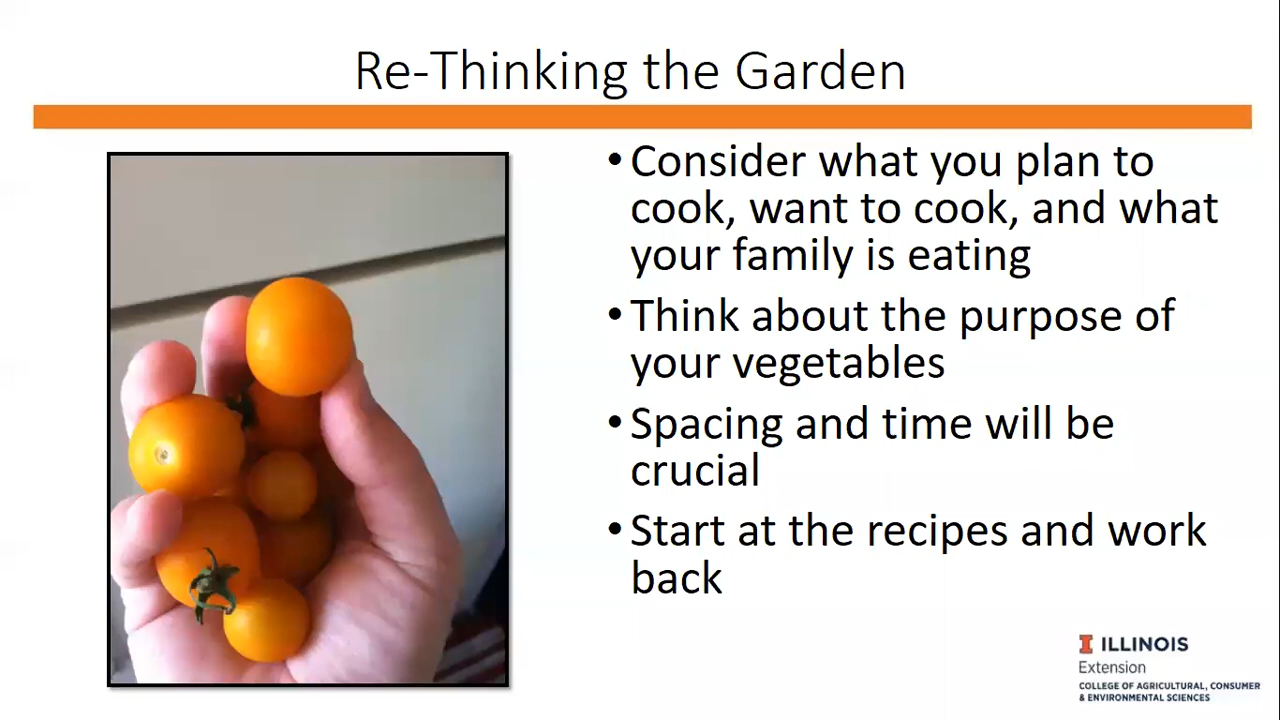 Re-Thinking the Garden
• Consider what you plan to
cook, want to cook, and what
your family is eating
• Think about the purpose of
your vegetables
• Spacing and time will be
crucial
• Start at the recipes and work
back
I ILLINOIS
Extension
COLLEGE OF AGRICULTURAL, CONSUMER
& ENVIRONMENTAL SCIENCES